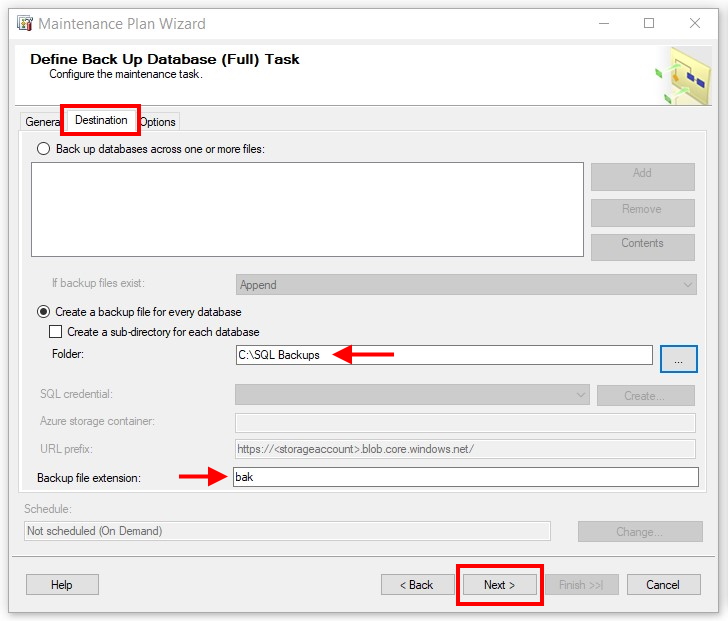 Maintenance Plan Wizard
Define Back Up Database (Full) Task
Configure the maintenance task.
General Destination Options
Back up databases across one or more files:
Add
Remove
Contents
If backup files exist: Append
Create a backup file for every database
Create a sub-directory for each database
Folder: C:\SQL Backups ...
SQL credential: Create...
Azure storage container:
URL prefix: https://<storageaccount>.blob.core.windows.net/
Backup file extension: bak
Schedule:
Not scheduled (On Demand) Change...
Help < Back Next > Finish >>| Cancel